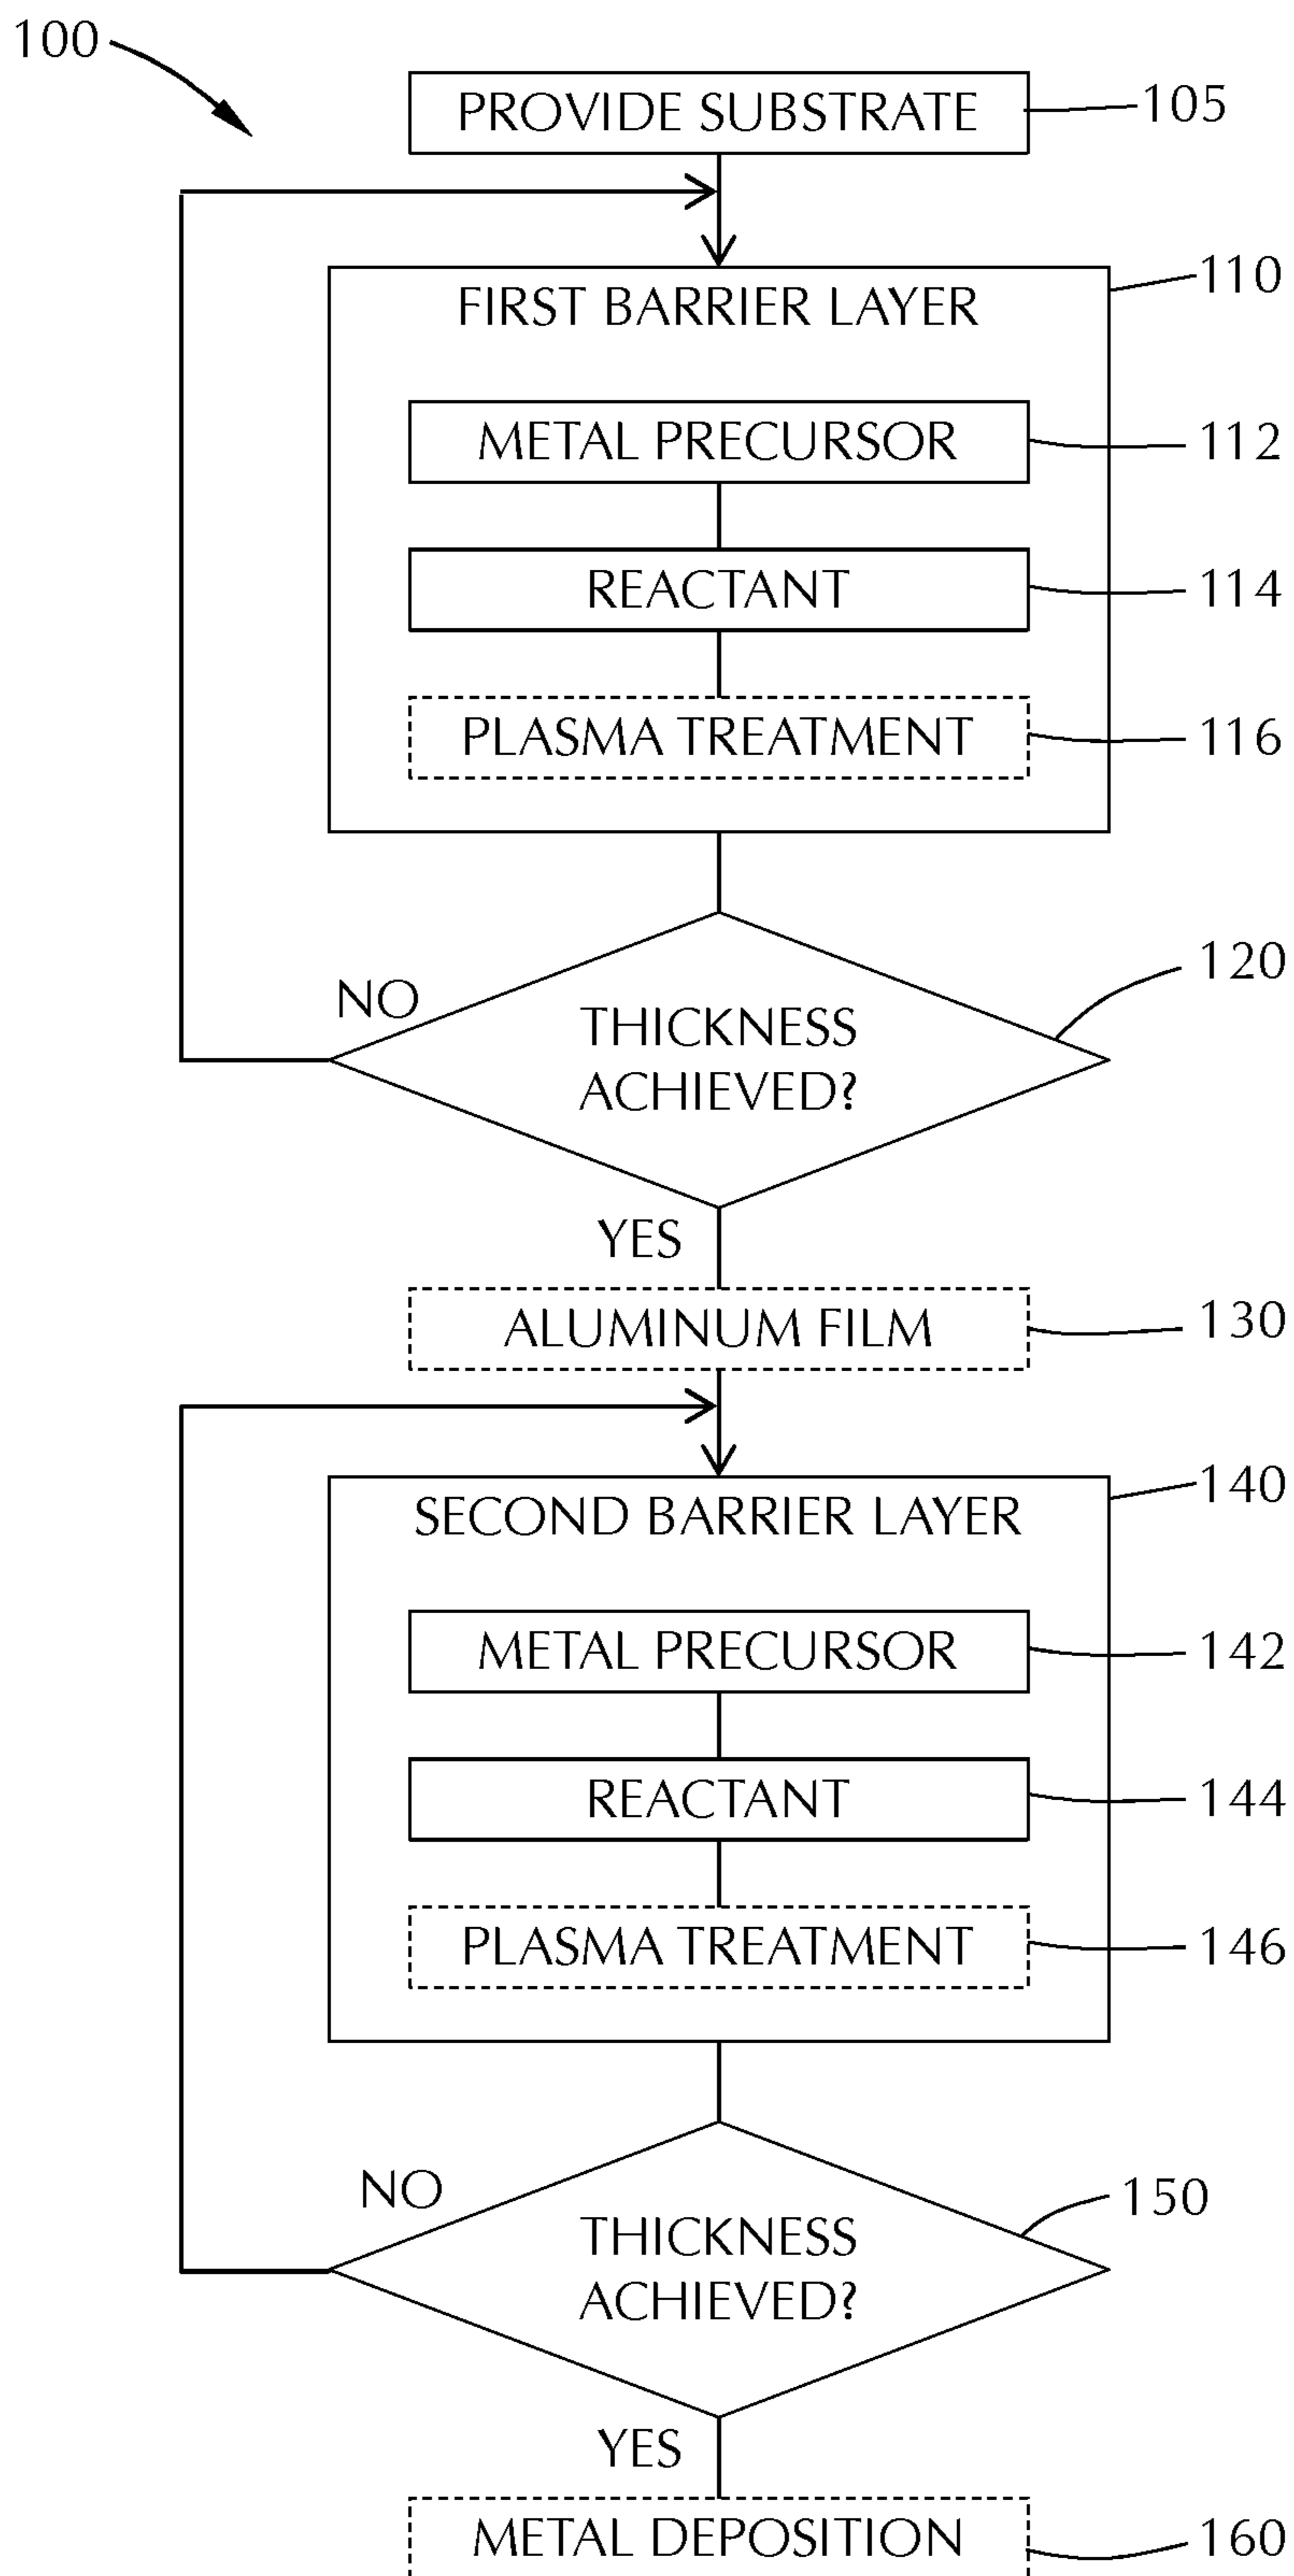 100
PROVIDE SUBSTRATE
105
FIRST BARRIER LAYER
110
METAL PRECURSOR
112
REACTANT
114
PLASMA TREATMENT
116
NO
THICKNESS
ACHIEVED?
120
YES
ALUMINUM FILM
130
SECOND BARRIER LAYER
140
METAL PRECURSOR
142
REACTANT
144
PLASMA TREATMENT
146
NO
THICKNESS
ACHIEVED?
150
YES
METAL DEPOSITION
160